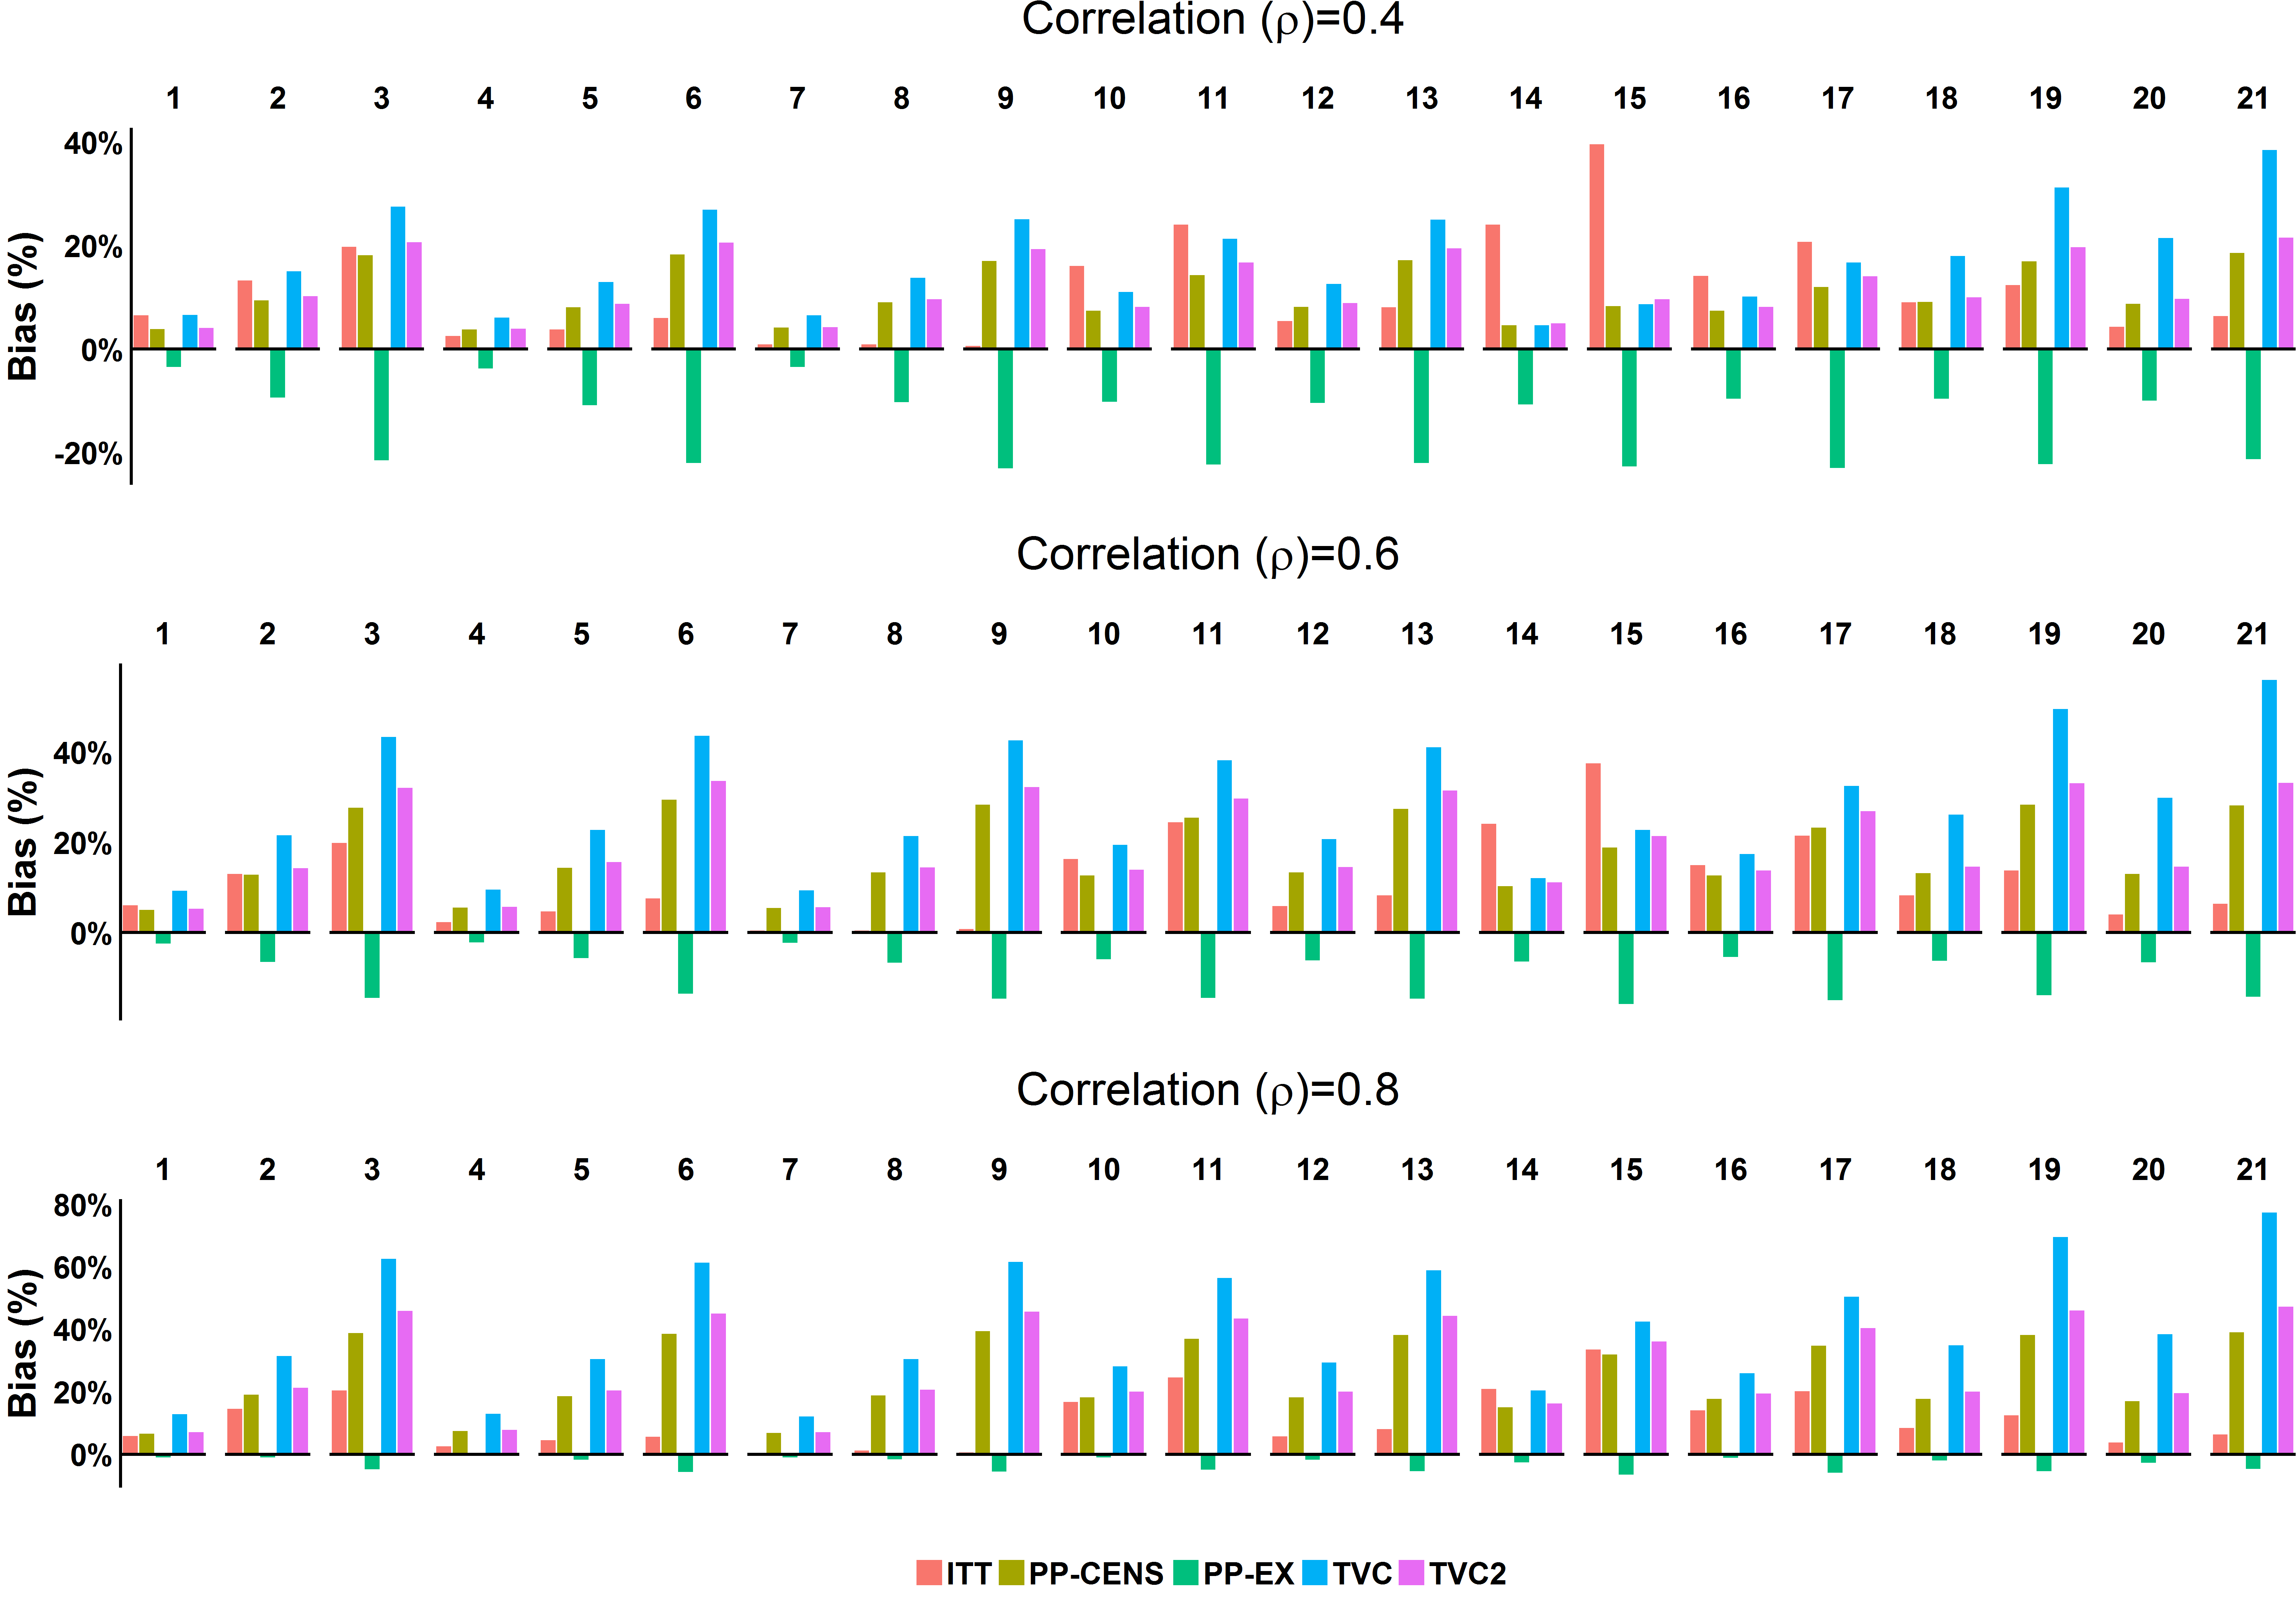 Correlation (ρ)=0.4
1 2 3 4 5 6 7 8 9 10 11 12 13 14 15 16 17 18 19 20 21
40%
20%
0%
-20%
Bias (%)
Correlation (ρ)=0.6
1 2 3 4 5 6 7 8 9 10 11 12 13 14 15 16 17 18 19 20 21
40%
20%
0%
Bias (%)
Correlation (ρ)=0.8
1 2 3 4 5 6 7 8 9 10 11 12 13 14 15 16 17 18 19 20 21
80%
60%
40%
20%
0%
Bias (%)
ITT PP-CENS PP-EX TVC TVC2